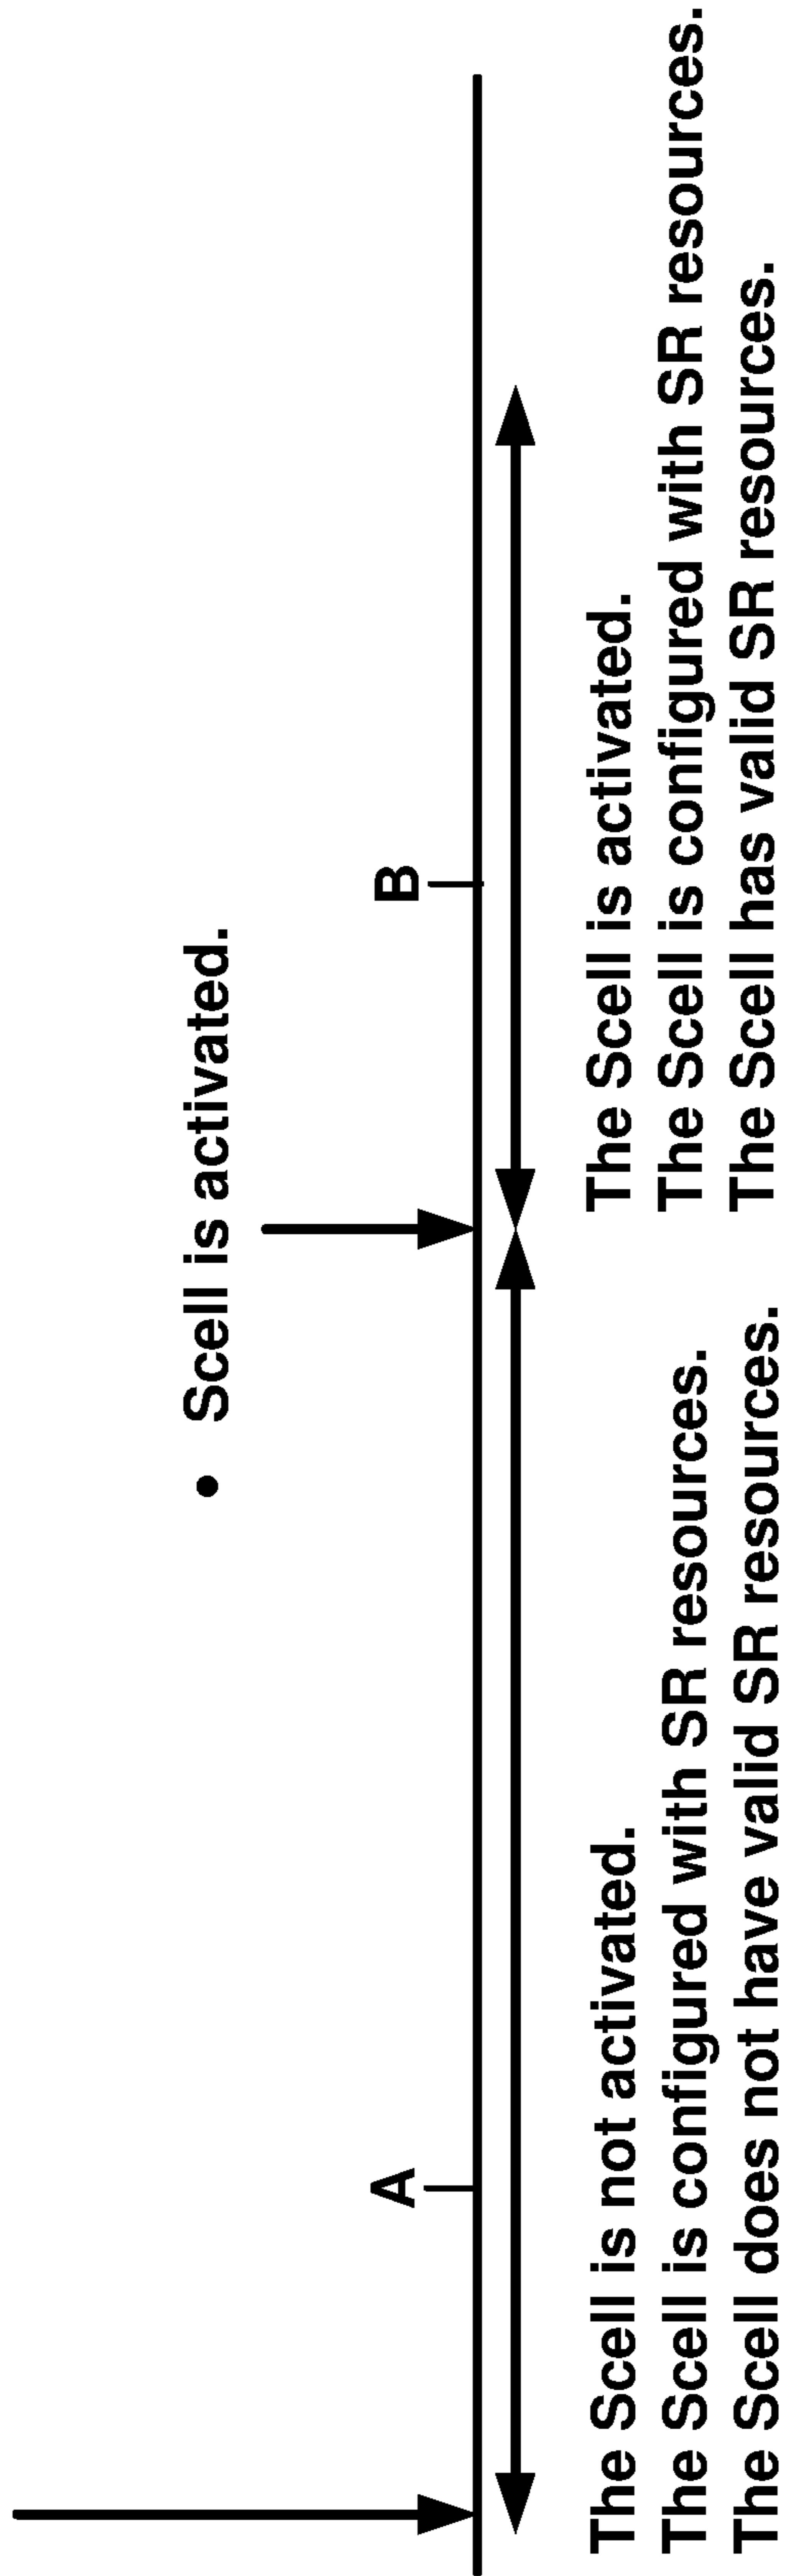 • Scell is activated.
A
B
The Scell is not activated.
The Scell is configured with SR resources.
The Scell does not have valid SR resources.
The Scell is activated.
The Scell is configured with SR resources.
The Scell has valid SR resources.